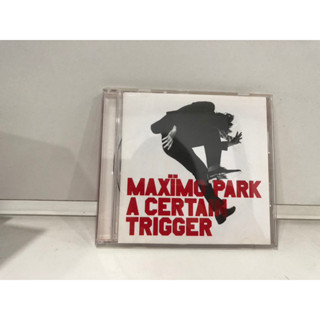 MAXÏMO PARK
A CERTAIN
TRIGGER